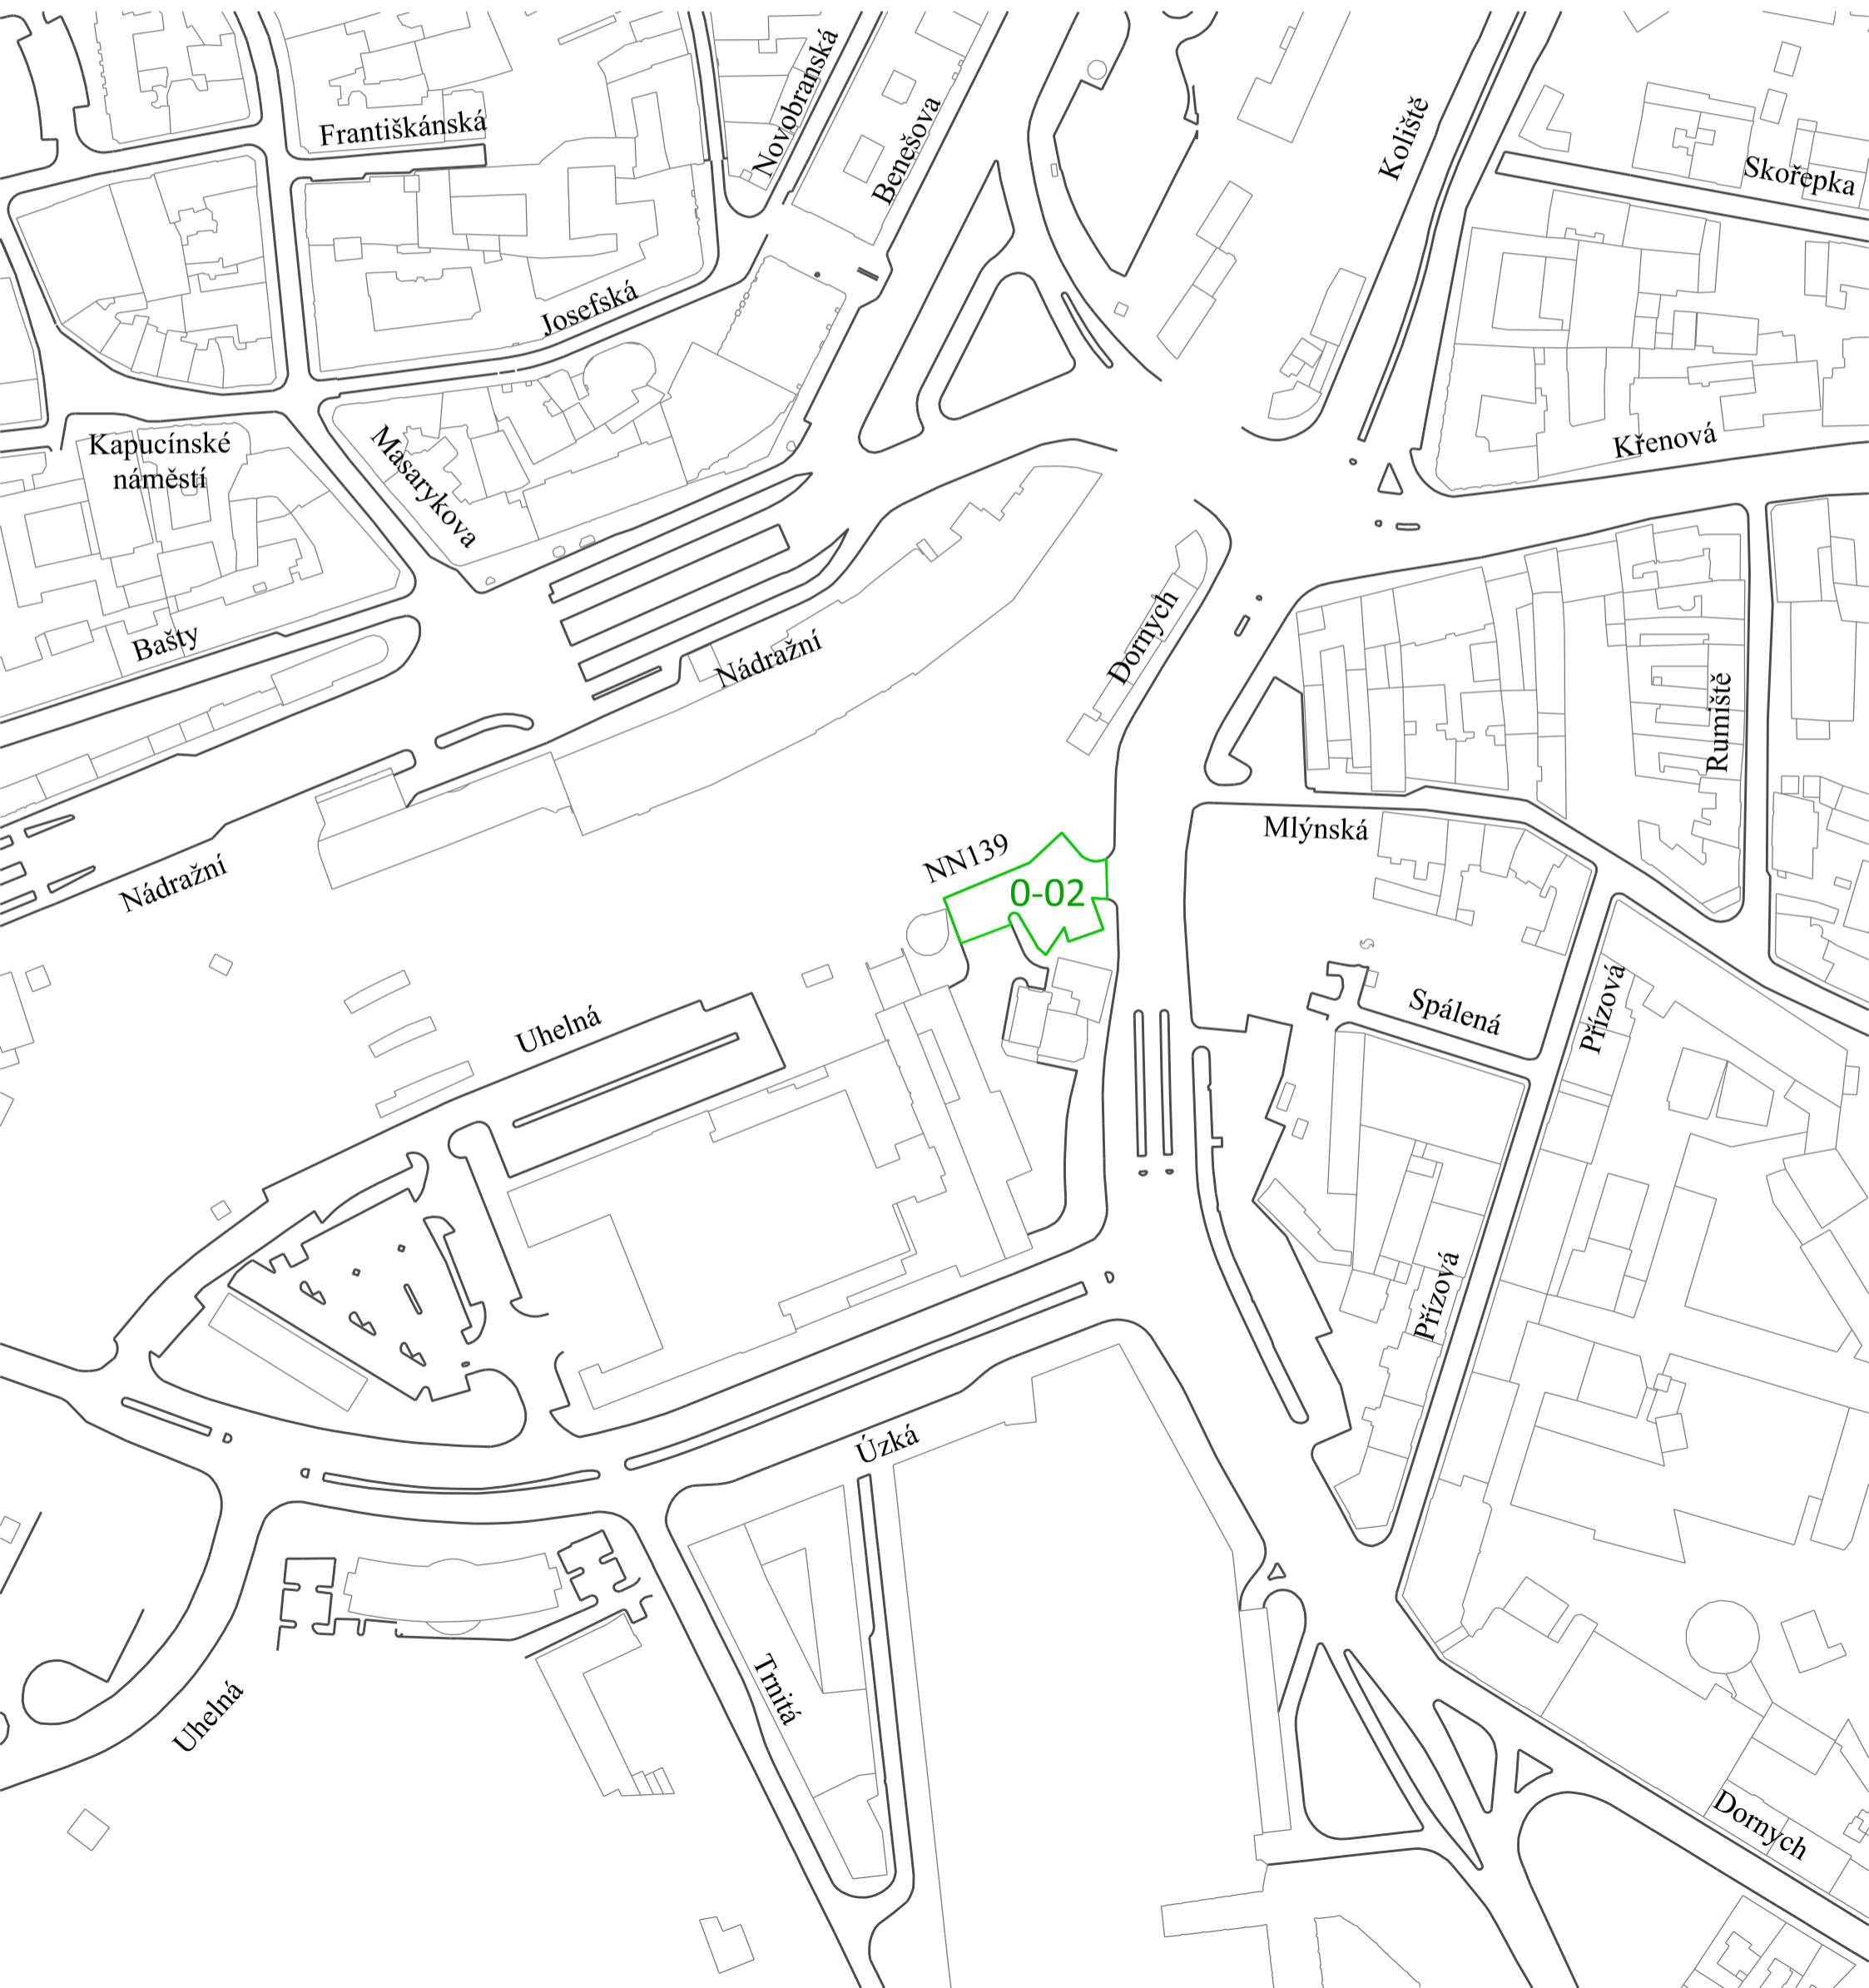 Františkánská
Novobranská
Benešova
Koliště
Skořepka
Josefská
Kapucínské
náměstí
Masarykova
Křenová
Bašty
Nádražní
Dornych
Rumiště
Nádražní
NN139
0-02
Mlýnská
Uhelná
Spálená
Přízová
Přízová
Úzká
Uhelná
Trnitá
Dornych